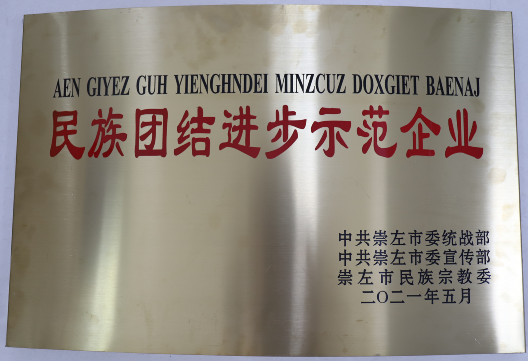 AEN GIYEZ GUH YIENGHNDEI MINZCUZ DOXGIET BAENAJ
民族团结进步示范企业
中共崇左市委统战部
中共崇左市委宣传部
崇左市民族宗教委
二〇二一年五月